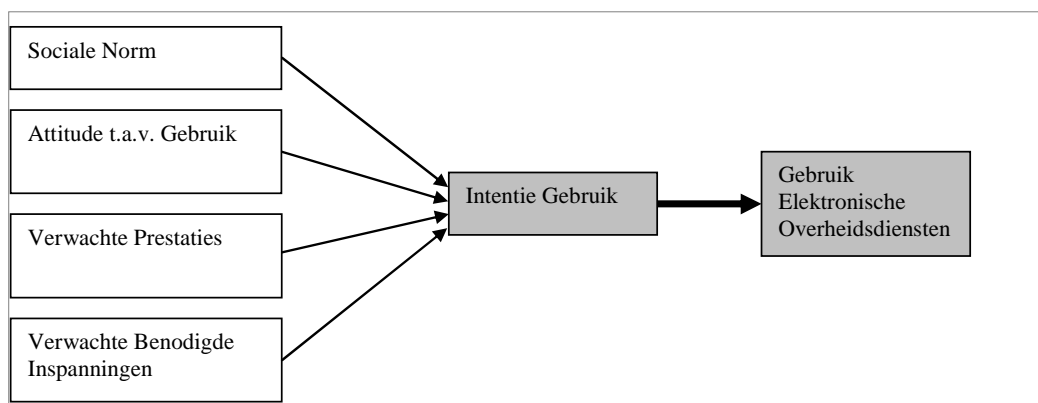 Sociale Norm
Attitude t.a.v. Gebruik
Verwachte Prestaties
Verwachte Benodigde
Inspanningen
Intentie Gebruik
Gebruik
Elektronische
Overheidsdiensten